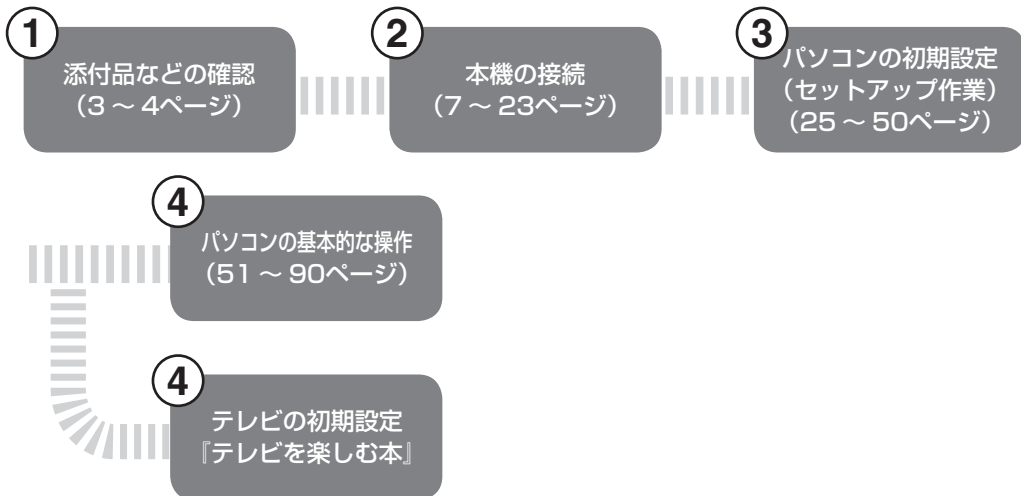 1
添付品などの確認
（3 ～ 4ページ）
2
本機の接続
（7 ～ 23ページ）
3
パソコンの初期設定
（セットアップ作業）
（25 ～ 50ページ）
4
パソコンの基本的な操作
（51 ～ 90ページ）
4
テレビの初期設定
『テレビを楽しむ本』